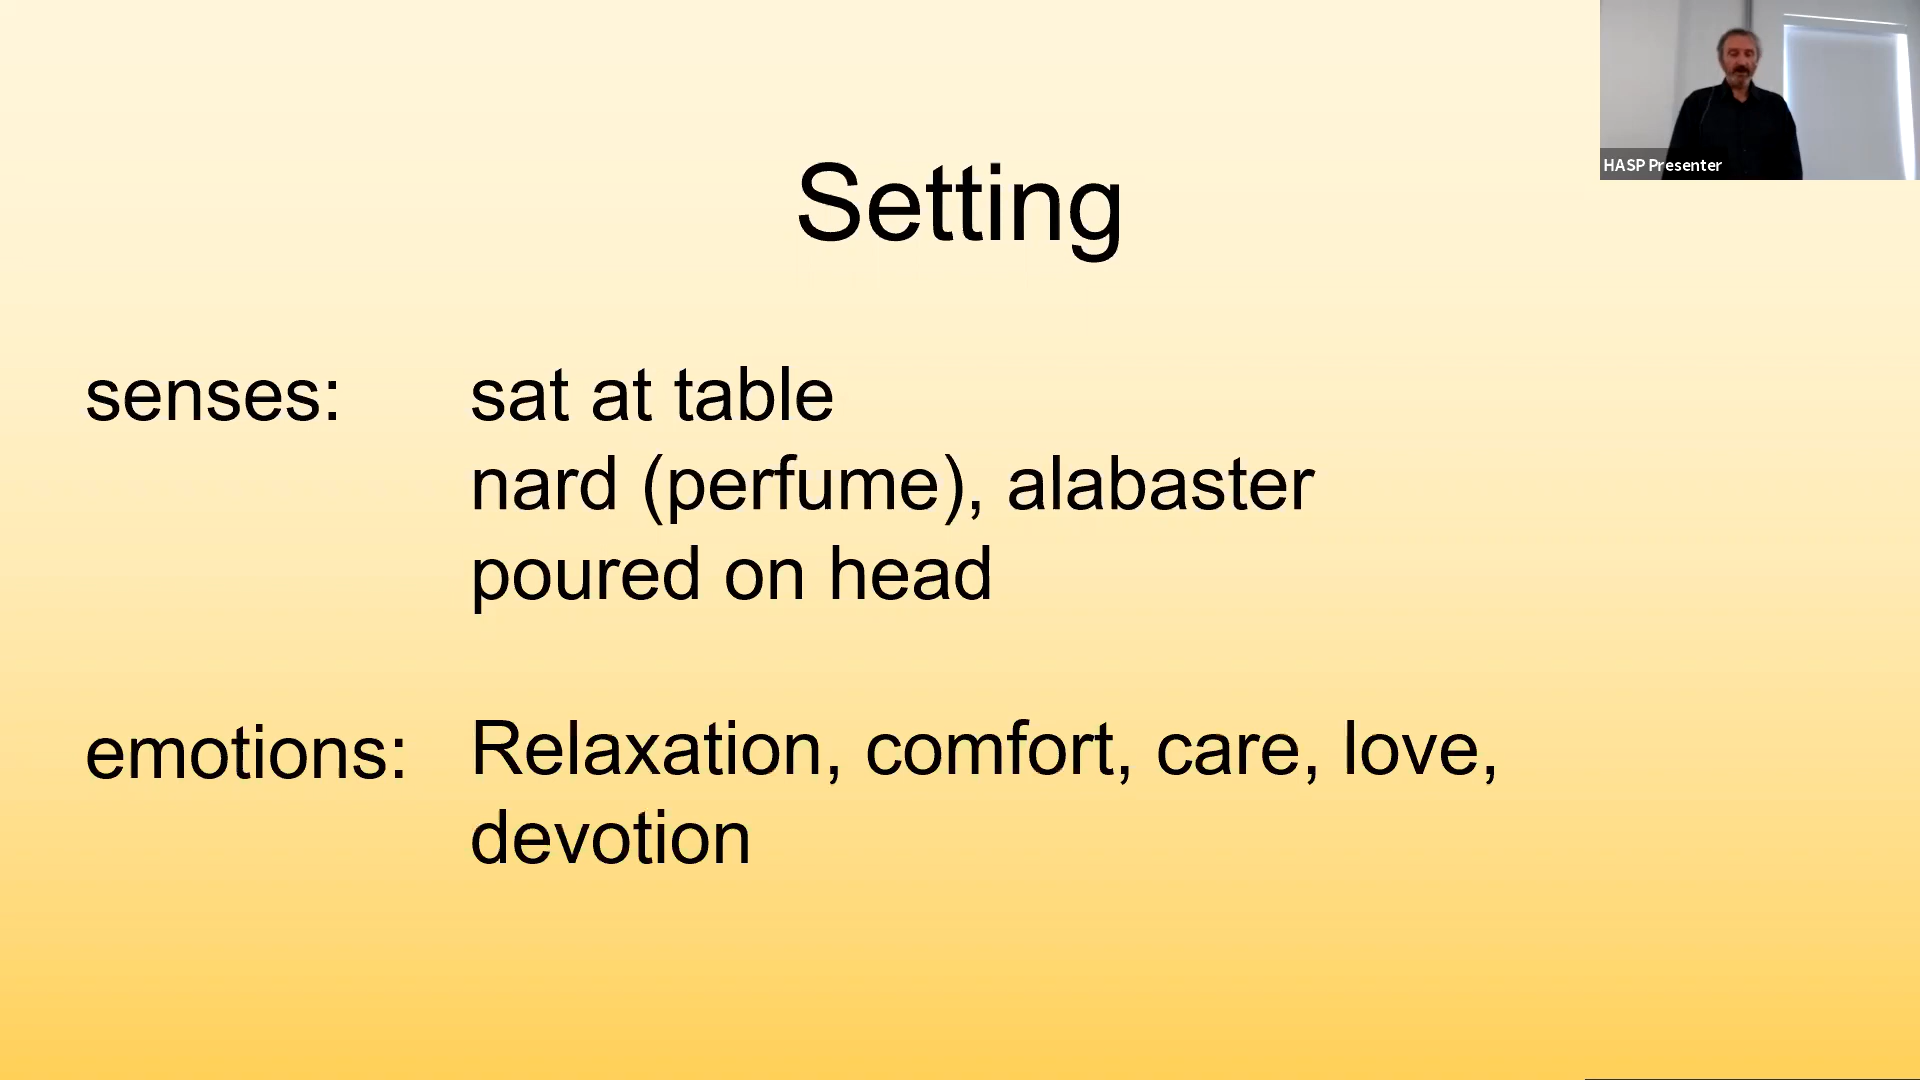 HASP Presenter
Setting
senses: sat at table
nard (perfume), alabaster
poured on head
emotions: Relaxation, comfort, care, love,
devotion